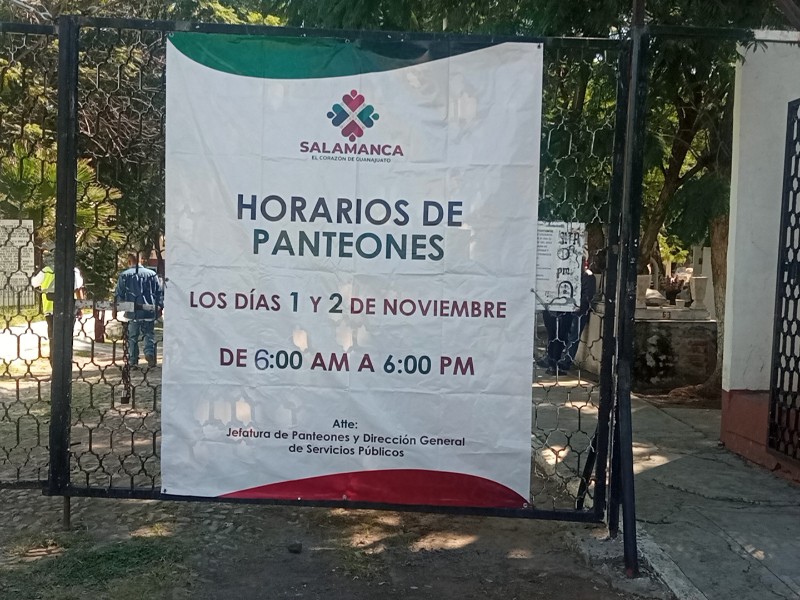 SALAMANCA
EL CORAZÓN DE GUANAJUATO
HORARIOS DE
PANTEONES
LOS DÍAS 1 Y 2 DE NOVIEMBRE
DE 6:00 AM A 6:00 PM
Atte:
Jefatura de Panteones y Dirección General
de Servicios Públicos